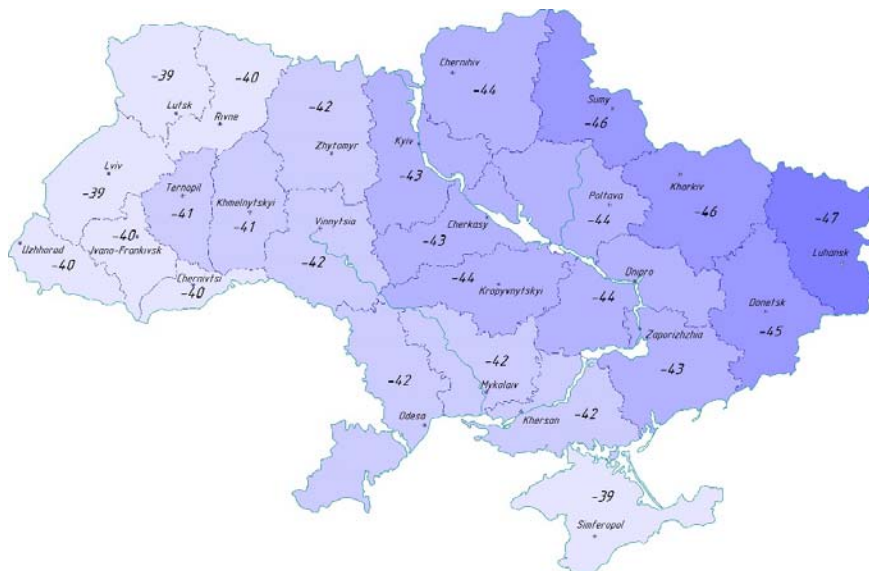 -39
Lutsk
-40
Rivne
-42
Zhytomyr
Chernihiv
-44
Sumy
-46
Kyiv
-43
Lviv
-39
Ternopil
-41
Khmelnytskyi
-41
Vinnytsia
-42
Cherkasy
-43
Poltava
-44
Kharkiv
-46
-47
Luhansk
Uzhhorod
-40
-40
Ivano-Frankivsk
Chernivtsi
-40
-44
Kropyvnytskyi
Dnipro
-44
Donetsk
-45
Zaporizhzhia
-43
-42
Odesa
-42
Mykolaiv
Kherson
-42
-39
Simferopol